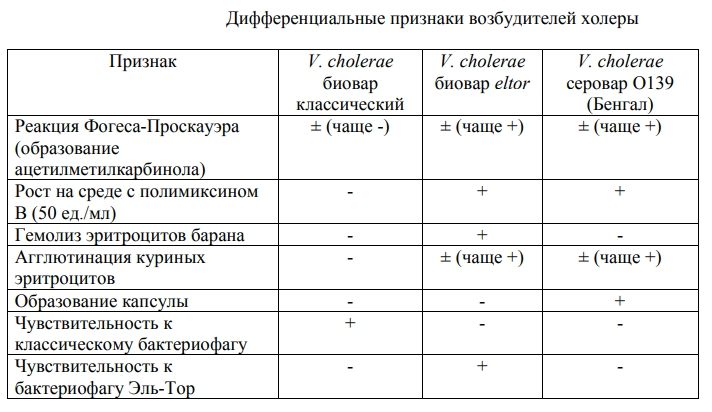 Дифференциальные признаки возбудителей холеры
Признак
V. cholerae
биовар
классический
V. cholerae
биовар eltor
V. cholerae
серовар O139
(Бенгал)
Реакция Фогеса-Проскауэра
(образование
ацетилметилкарбинола)
± (чаще -)
± (чаще +)
± (чаще +)
Рост на среде с полимиксином
В (50 ед./мл)
-
+
+
Гемолиз эритроцитов барана
-
+
-
Агглютинация куриных
эритроцитов
-
± (чаще +)
± (чаще +)
Образование капсулы
-
-
+
Чувствительность к
классическому бактериофагу
+
-
-
Чувствительность к
бактериофагу Эль-Тор
-
+
-